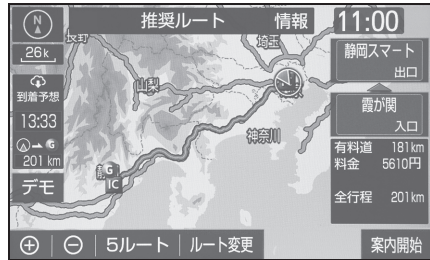 N
推奨ルート 情報 11:00
26k
長野
埼玉
静岡スマート
出口
到着予想
13:33
山梨
霞が関
入口
神奈川
有料道 181km
料金 5610円
G
201 km
静
G
IC
全行程 201km
デモ
5ルート ルート変更 案内開始